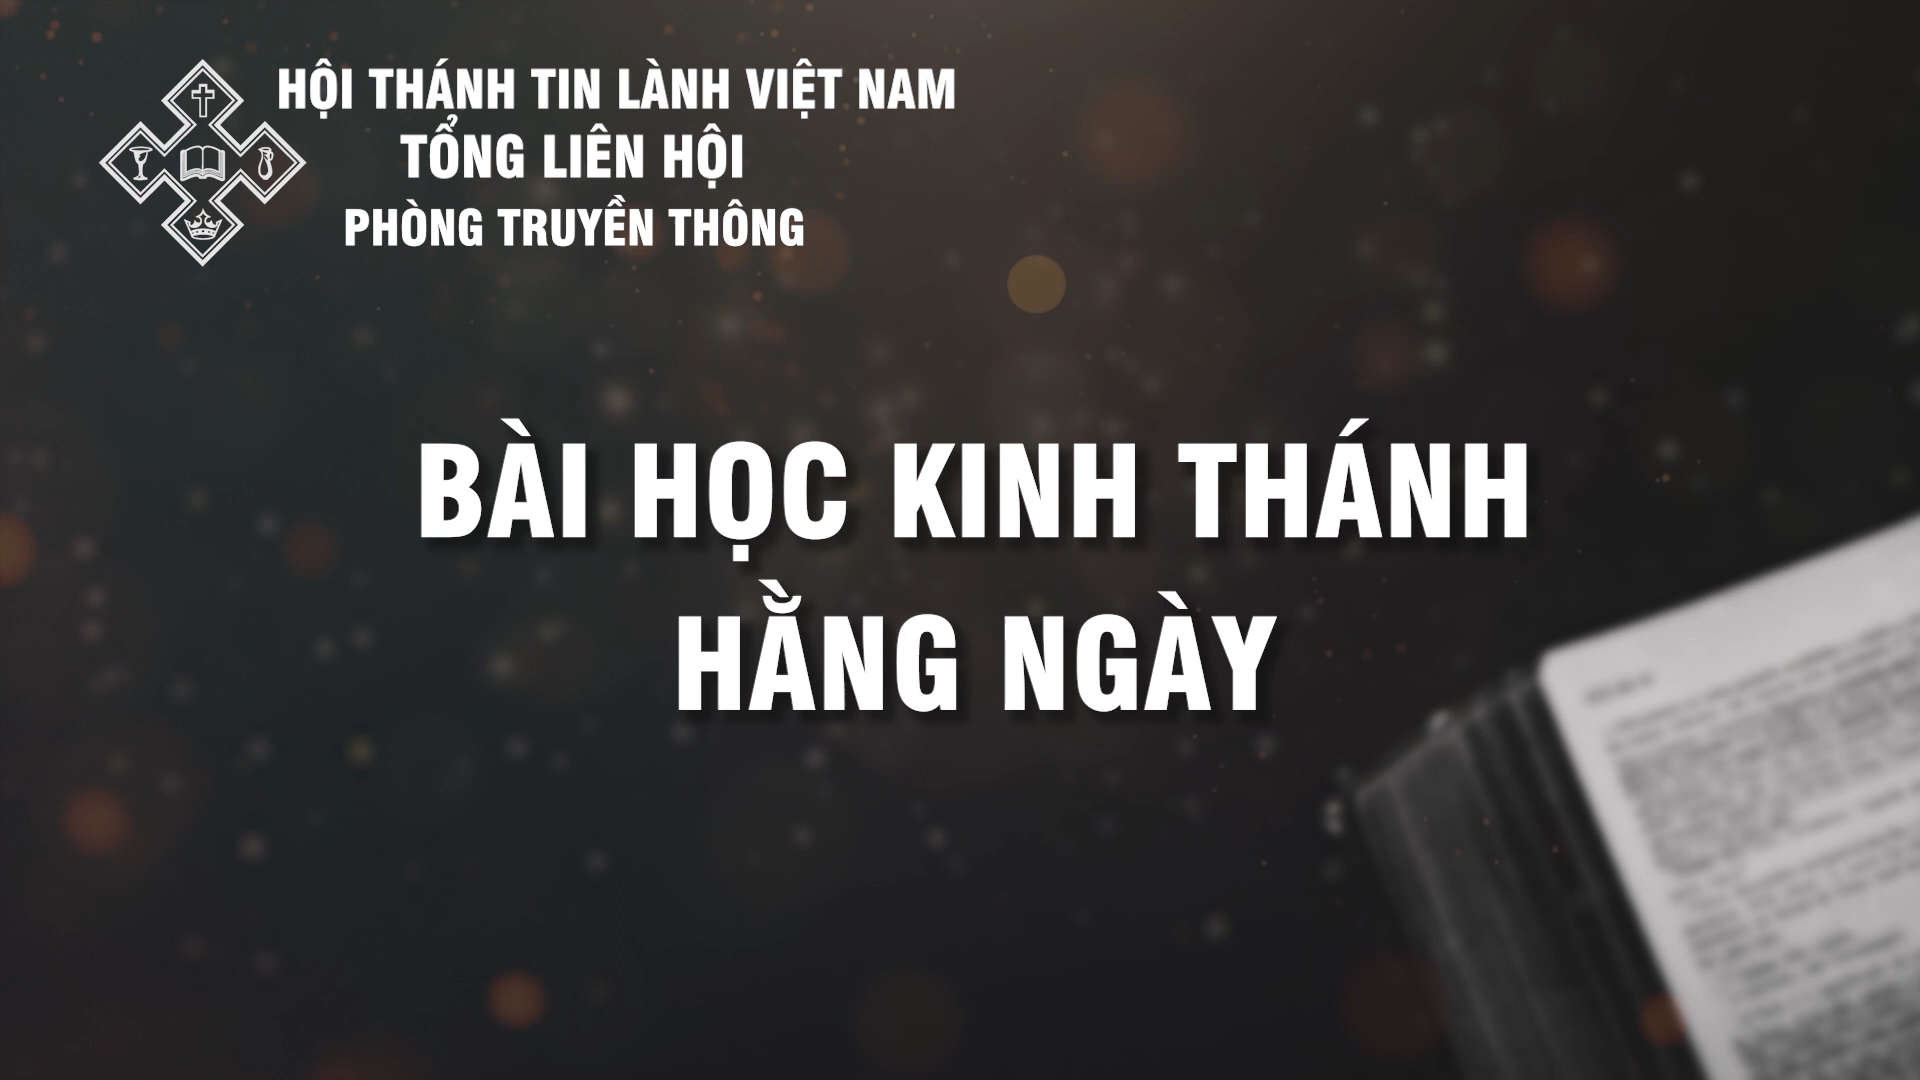 HỘI THÁNH TIN LÀNH VIỆT NAM
TỔNG LIÊN HỘI
PHÒNG TRUYỀN THÔNG
BÀI HỌC KINH THÁNH
HẰNG NGÀY